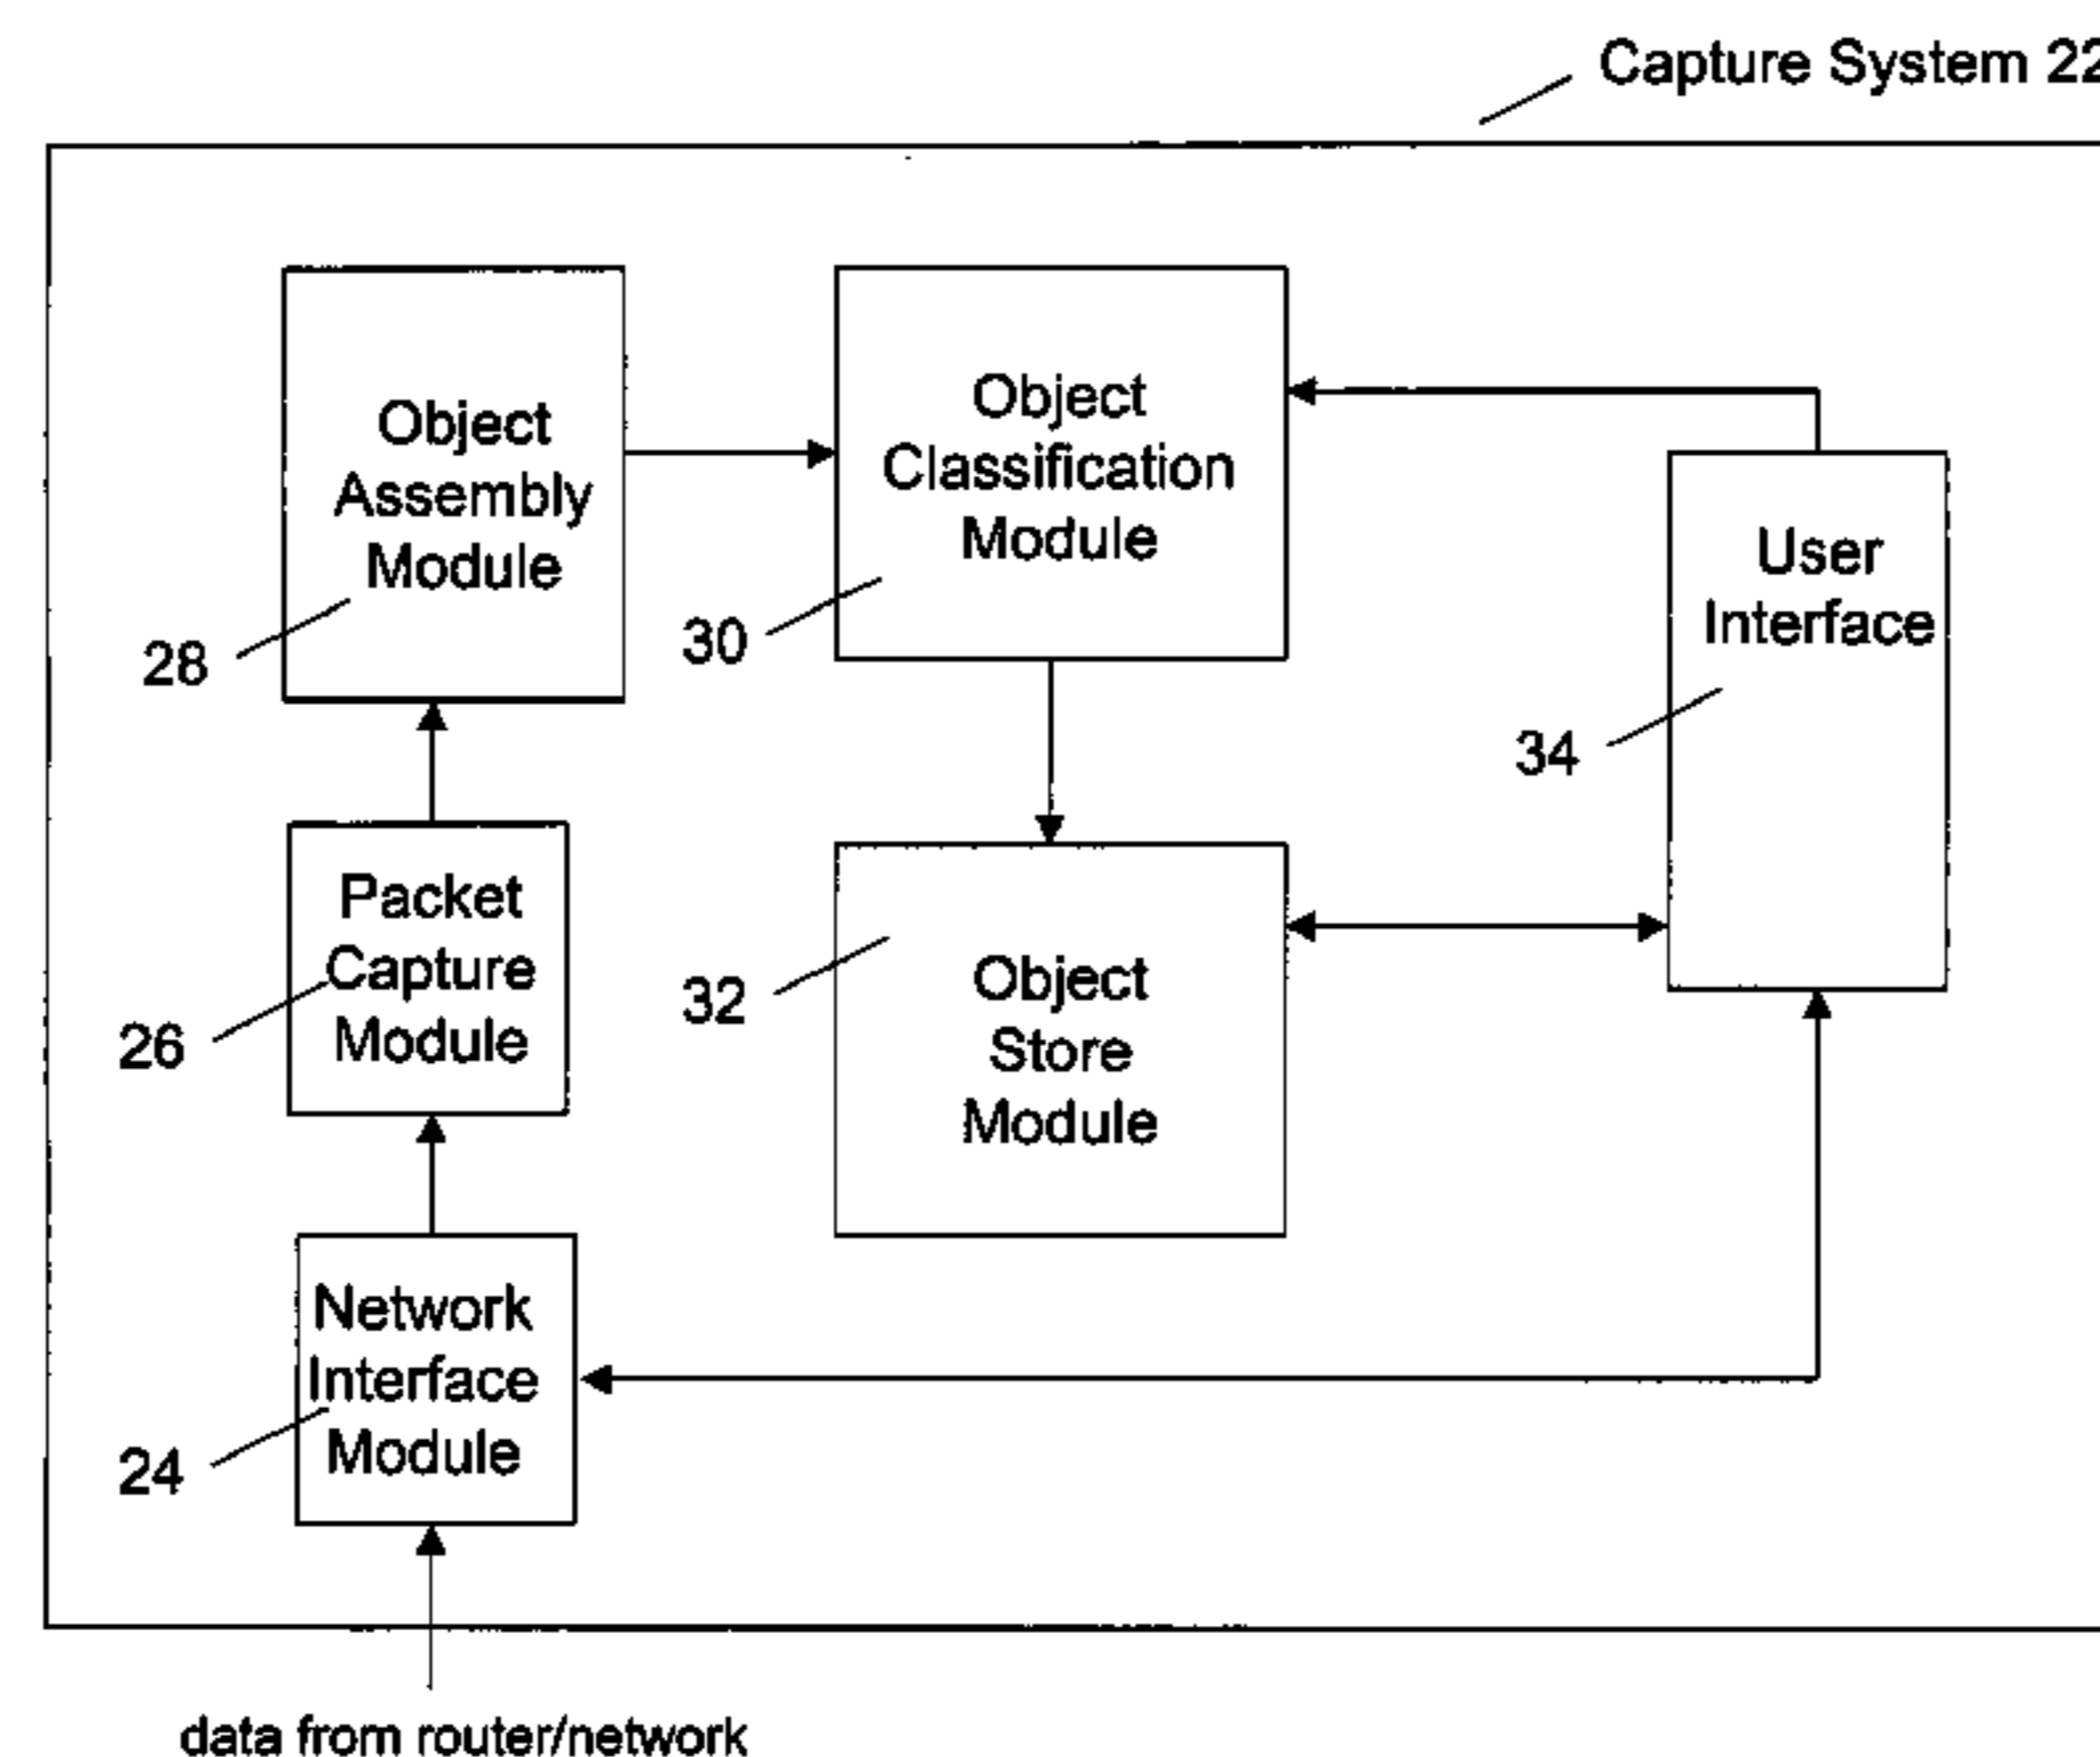 Capture System 22
Object
Assembly
Module
28
Object
Classification
Module
30
User
Interface
34
Packet
Capture
Module
26
Object
Store
Module
32
Network
Interface
Module
24
data from router/network